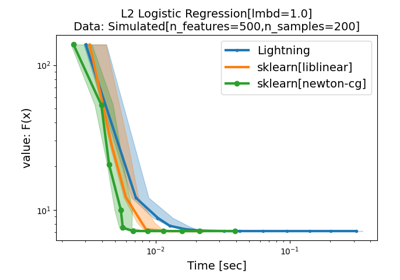 L2 Logistic Regression[lmbd=1.0]
Data: Simulated[n_features=500,n_samples=200]
Lightning
sklearn[liblinear]
sklearn[newton-cg]
value: F(x)
10²
10¹
10⁻² 10⁻¹
Time [sec]